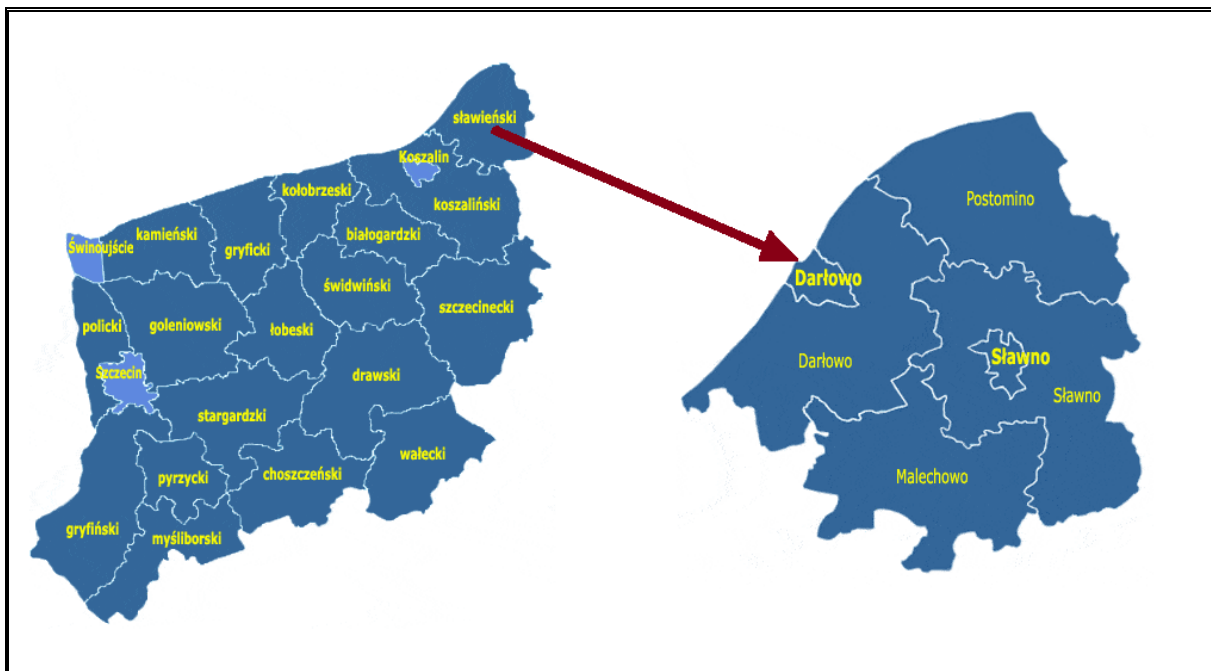 sławieński
Koszalin
kołobrzeski
koszaliński
kamieński
białogardzki
Świnoujście
gryficki
świdwiński
szczecinecki
policki
goleniowski
łobeski
Szczecin
drawski
stargardzki
wałecki
choszczeński
pyrzycki
gryfiński
myśliborski
Postomino
Darłowo
Sławno
Darłowo
Sławno
Malechowo